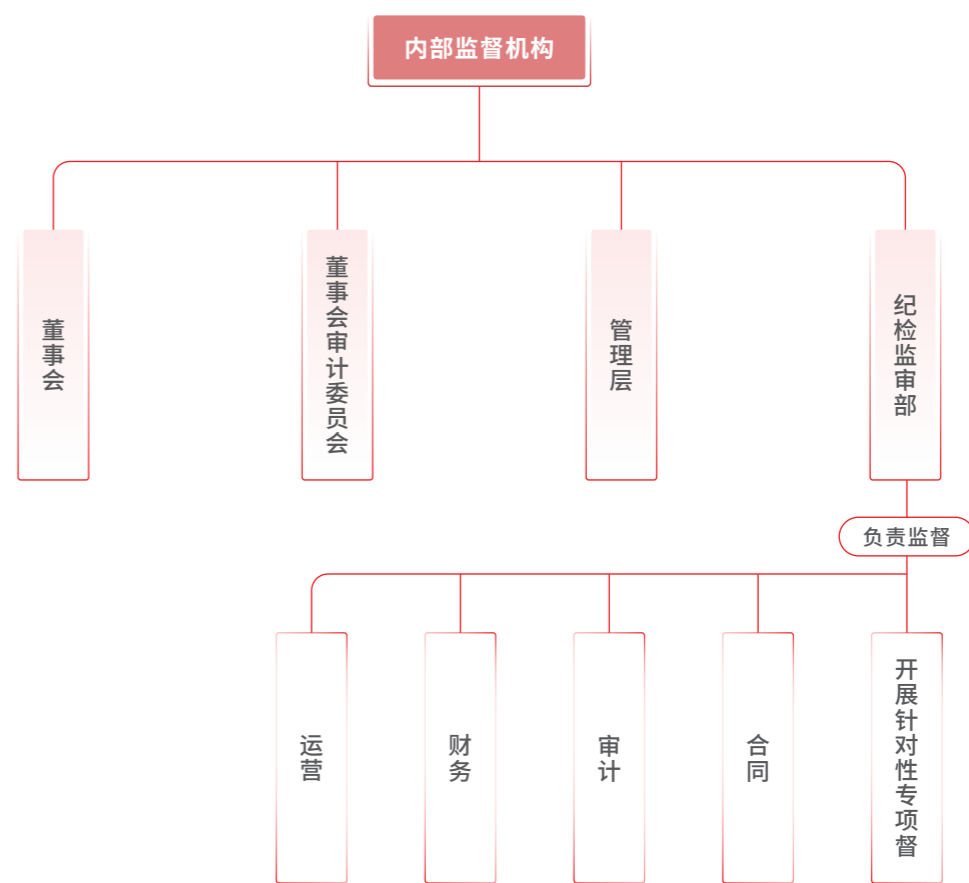 内部监督机构
董事会
董事会审计委员会
管理层
纪检监审部
负责监督
运营
财务
审计
合同
开展针对性专项督